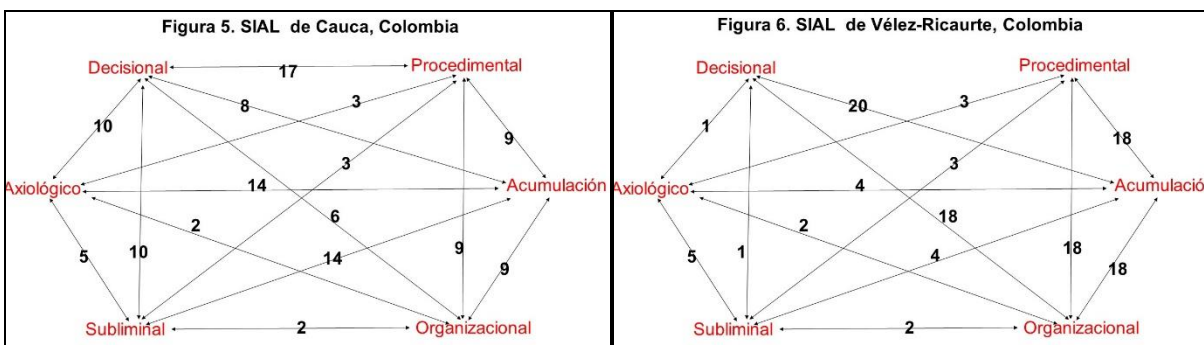 Figura 5. SIAL de Cauca, Colombia
Decisional
17
Procedimental
8
3
10
9
3
Axiológico
14
Acumulación
2
6
5
10
14
9
9
Subliminal
2
Organizacional
Figura 6. SIAL de Vélez-Ricaurte, Colombia
Decisional
Procedimental
20
3
1
18
3
Axiológico
4
Acumulació
2
18
5
1
4
18
18
Subliminal
2
Organizacional